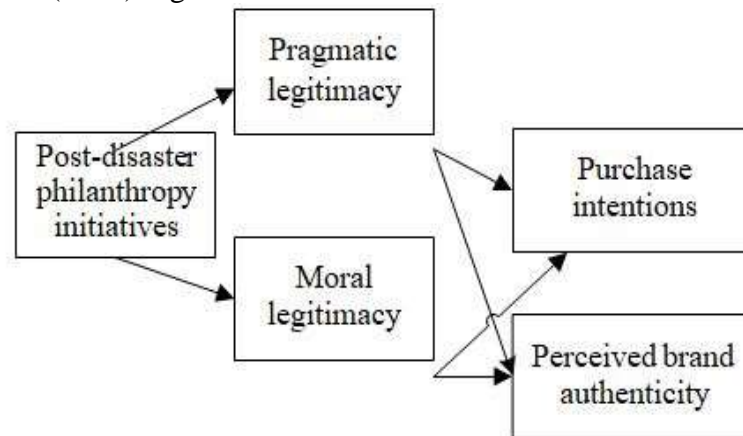 Pragmatic
legitimacy
Post-disaster
philanthropy
initiatives
Purchase
intentions
Moral
legitimacy
Perceived brand
authenticity